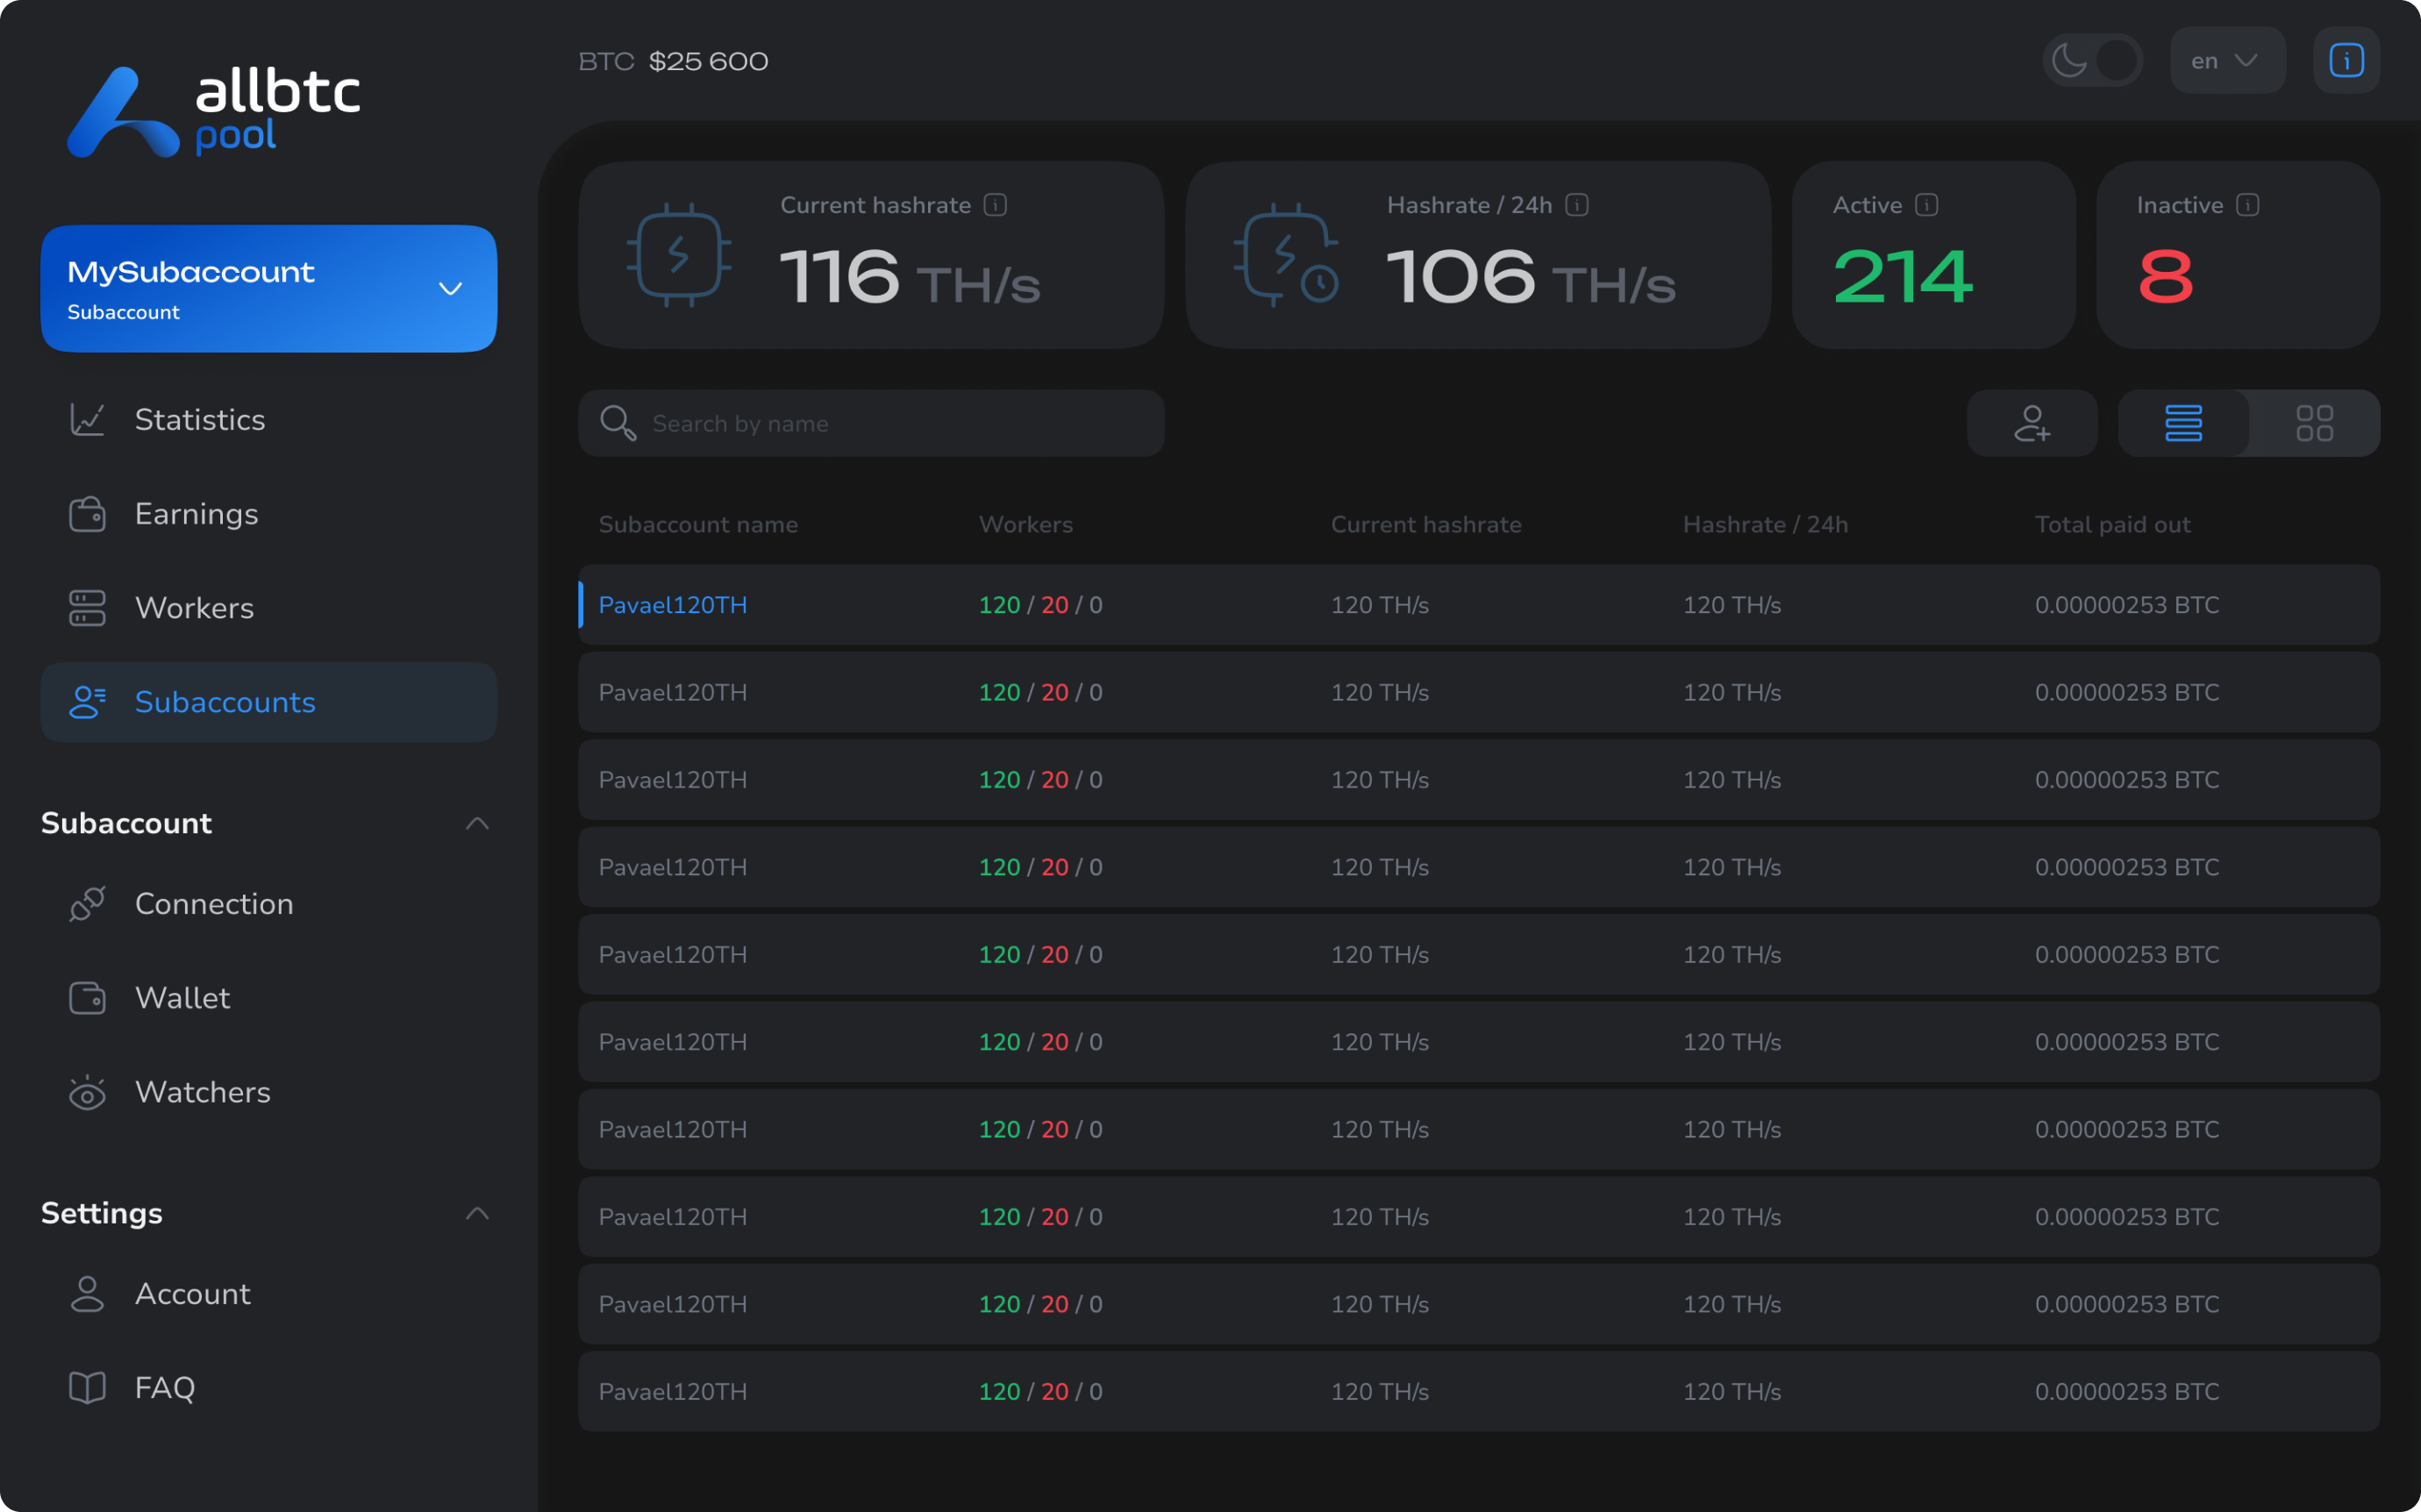 allbtc
pool
MySubaccount
Subaccount
Statistics
Earnings
Workers
Subaccounts
Subaccount
Connection
Wallet
Watchers
Settings
Account
FAQ
BTC $25 600
en
Current hashrate
116 TH/s
Hashrate / 24h
106 TH/s
Active
214
Inactive
8
Search by name
Subaccount name Workers Current hashrate Hashrate / 24h Total paid out
Pavael120TH 120 / 20 / 0 120 TH/s 120 TH/s 0.00000253 BTC
Pavael120TH 120 / 20 / 0 120 TH/s 120 TH/s 0.00000253 BTC
Pavael120TH 120 / 20 / 0 120 TH/s 120 TH/s 0.00000253 BTC
Pavael120TH 120 / 20 / 0 120 TH/s 120 TH/s 0.00000253 BTC
Pavael120TH 120 / 20 / 0 120 TH/s 120 TH/s 0.00000253 BTC
Pavael120TH 120 / 20 / 0 120 TH/s 120 TH/s 0.00000253 BTC
Pavael120TH 120 / 20 / 0 120 TH/s 120 TH/s 0.00000253 BTC
Pavael120TH 120 / 20 / 0 120 TH/s 120 TH/s 0.00000253 BTC
Pavael120TH 120 / 20 / 0 120 TH/s 120 TH/s 0.00000253 BTC
Pavael120TH 120 / 20 / 0 120 TH/s 120 TH/s 0.00000253 BTC